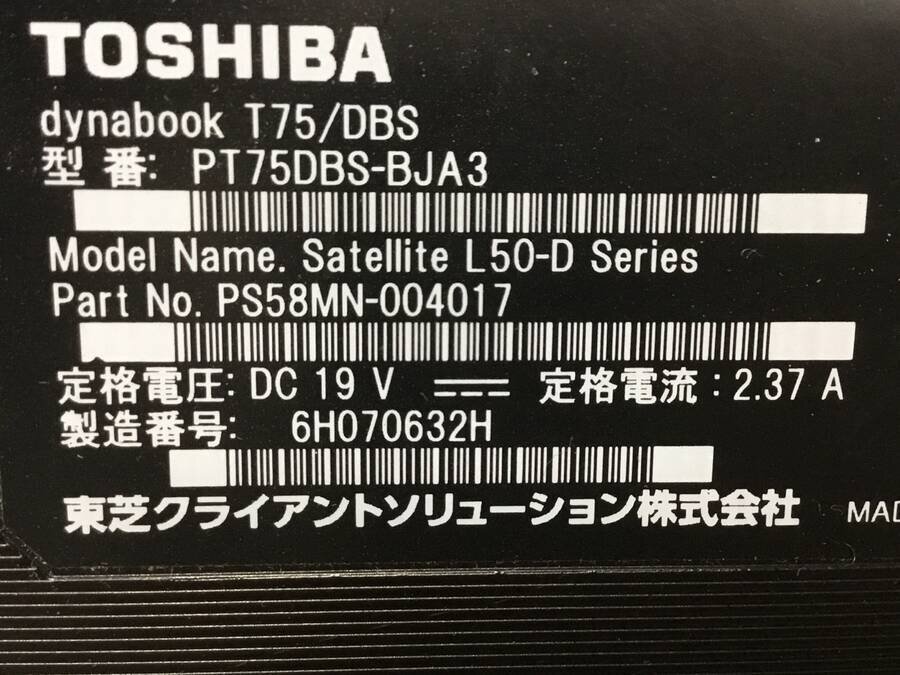 TOSHIBA
dynabook T75/DBS
型 番: PT75DBS-BJA3
Model Name. Satellite L50-D Series
Part No. PS58MN-004017
定格電圧: DC 19 V 定格電流 : 2.37 A
製造番号: 6H070632H
東芝クライアントソリューション株式会社 MAD